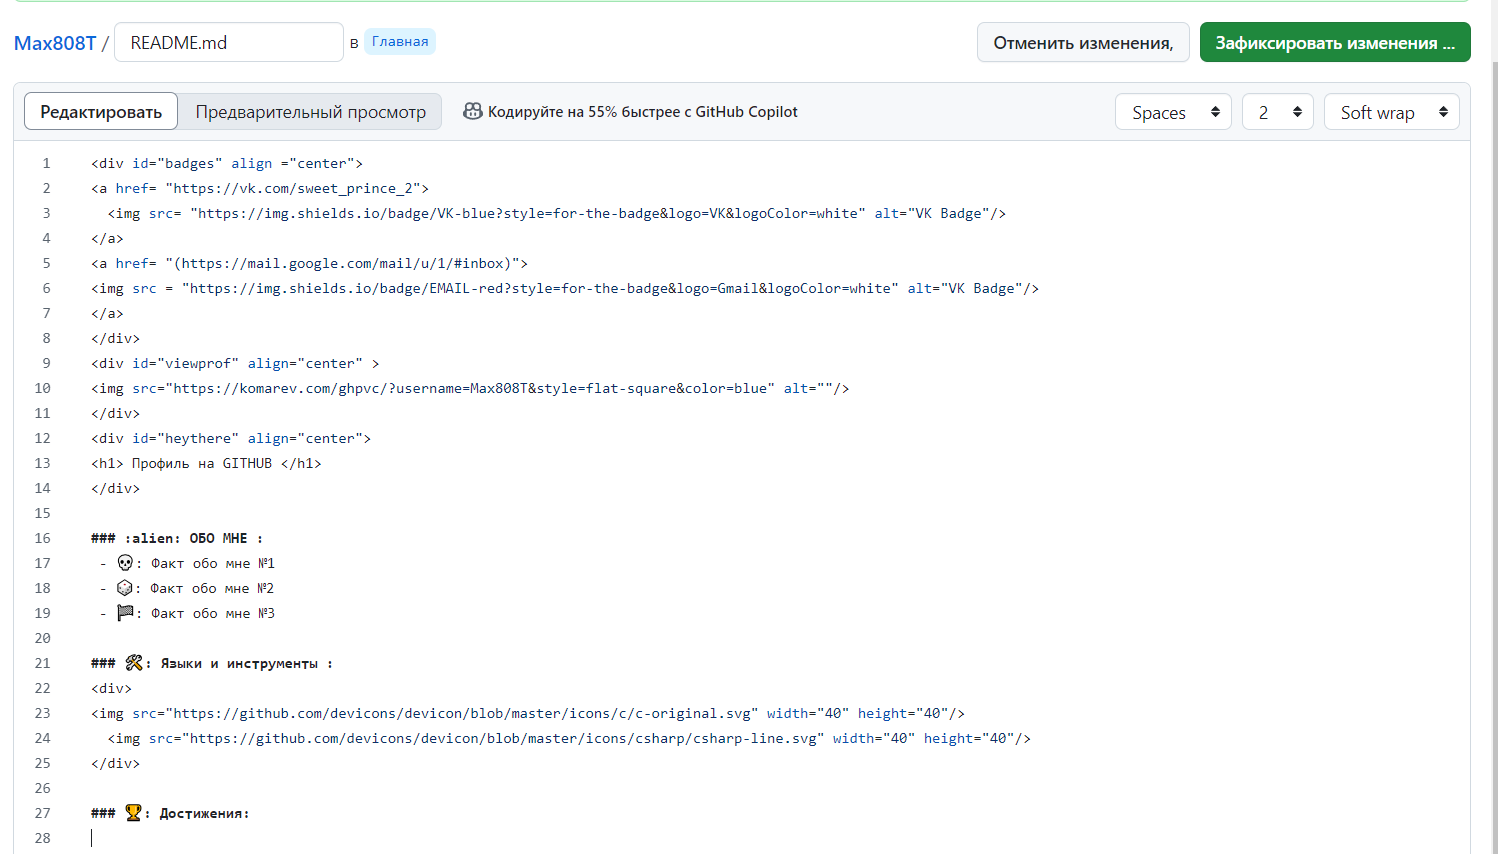 Max808T / README.md в Главная Отменить изменения, Зафиксировать изменения ...
Редактировать Предварительный просмотр Кодируйте на 55% быстрее с GitHub Copilot Spaces 2 Soft wrap
1 <div id="badges" align ="center">
2 <a href= "https://vk.com/sweet_prince_2">
3 <img src= "https://img.shields.io/badge/VK-blue?style=for-the-badge&logo=VK&logoColor=white" alt="VK Badge"/>
4 </a>
5 <a href= "(https://mail.google.com/mail/u/1/#inbox)">
6 <img src = "https://img.shields.io/badge/EMAIL-red?style=for-the-badge&logo=Gmail&logoColor=white" alt="VK Badge"/>
7 </a>
8 </div>
9 <div id="viewprof" align="center" >
10 <img src="https://komarev.com/ghpvc/?username=Max808T&style=flat-square&color=blue" alt=""/>
11 </div>
12 <div id="heythere" align="center">
13 <h1> Профиль на GITHUB </h1>
14 </div>
15
16 ### :alien: ОБО МНЕ :
17 - 💀: Факт обо мне №1
18 - 🎲: Факт обо мне №2
19 - 🏁: Факт обо мне №3
20
21 ### 🛠: Языки и инструменты :
22 <div>
23 <img src="https://github.com/devicons/devicon/blob/master/icons/c/c-original.svg" width="40" height="40"/>
24 <img src="https://github.com/devicons/devicon/blob/master/icons/csharp/csharp-line.svg" width="40" height="40"/>
25 </div>
26
27 ### 🏆: Достижения:
28